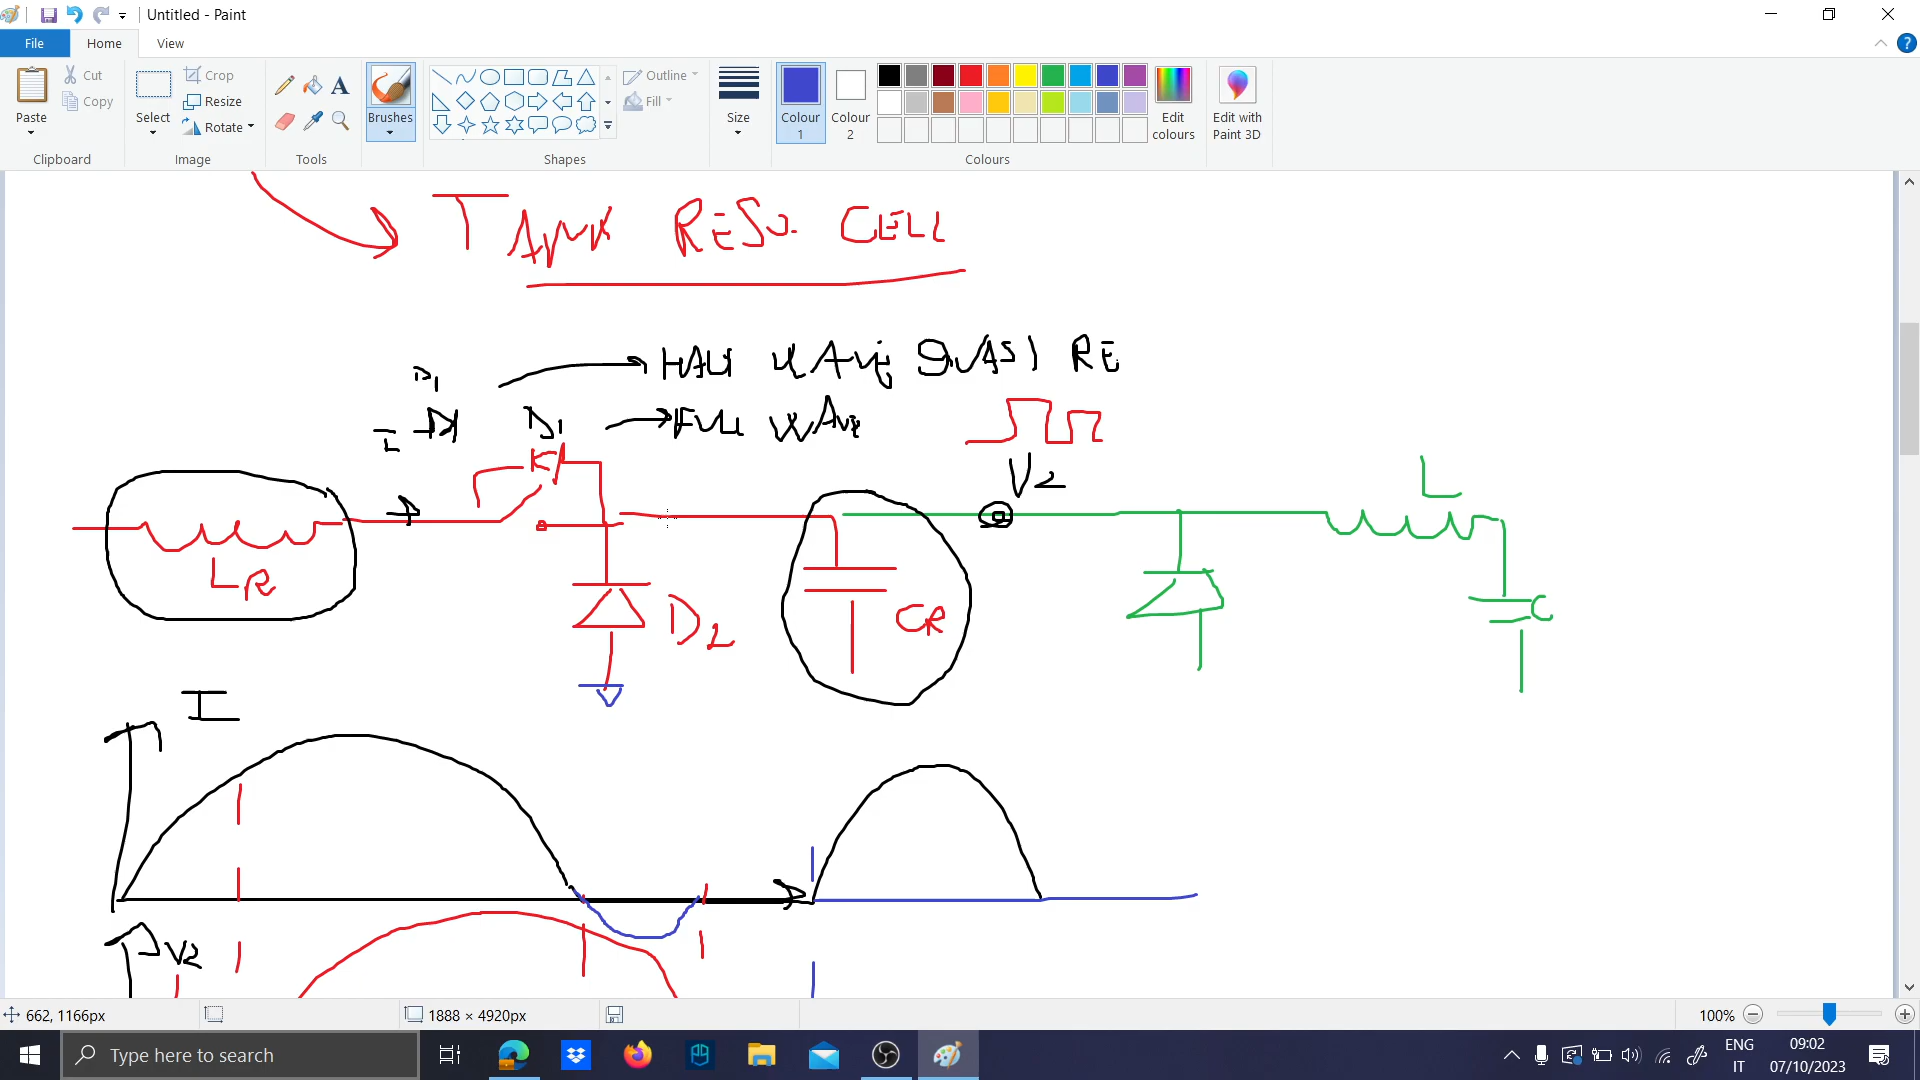 Untitled - Paint
File Home View
Paste Cut Copy Clipboard
Select Crop Resize Rotate Image
Tools
Brushes
Shapes
Outline Fill
Size
Colour 1 Colour 2
Colours
Edit colours
Edit with Paint 3D
TANK RESO. CELL
D1 HALF WAVE QUASI RE
I D1 FULL WAVE
V2
L
LR
D2
CR
C
I
V2
662, 1166px 1888 × 4920px 100%
Type here to search
ENG IT
09:02
07/10/2023